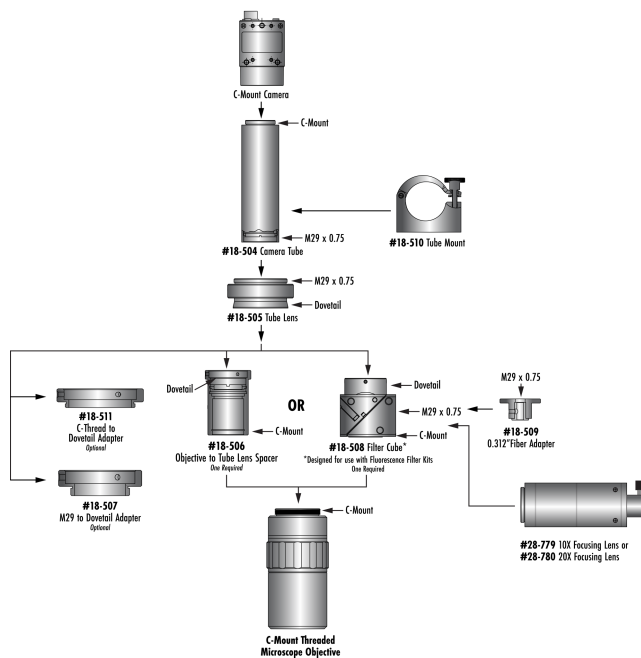 C-Mount Camera
C-Mount
M29 x 0.75
#18-504 Camera Tube
#18-510 Tube Mount
M29 x 0.75
Dovetail
#18-505 Tube Lens
#18-511
C-Thread to
Dovetail Adapter
Optional
#18-507
M29 to Dovetail Adapter
Optional
Dovetail
C-Mount
#18-506
Objective to Tube Lens Spacer
One Required
OR
Dovetail
M29 x 0.75
C-Mount
#18-508 Filter Cube*
*Designed for use with Fluorescence Filter Kits
One Required
M29 x 0.75
#18-509
0.312"Fiber Adapter
#28-779 10X Focusing Lens or
#28-780 20X Focusing Lens
C-Mount
C-Mount Threaded
Microscope Objective